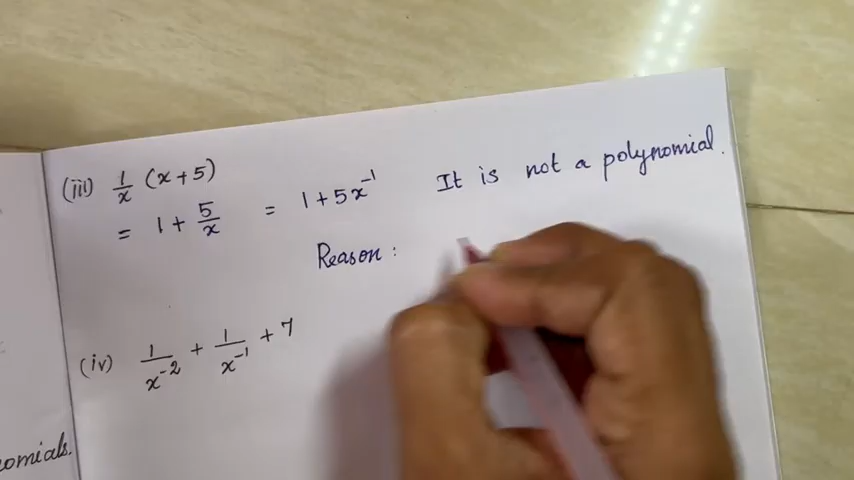 (iii) 1/x (x+5)
= 1 + 5/x = 1+5x⁻¹ It is not a polynomial.
Reason :
(iv) 1/x⁻² + 1/x⁻¹ + 7
omials.